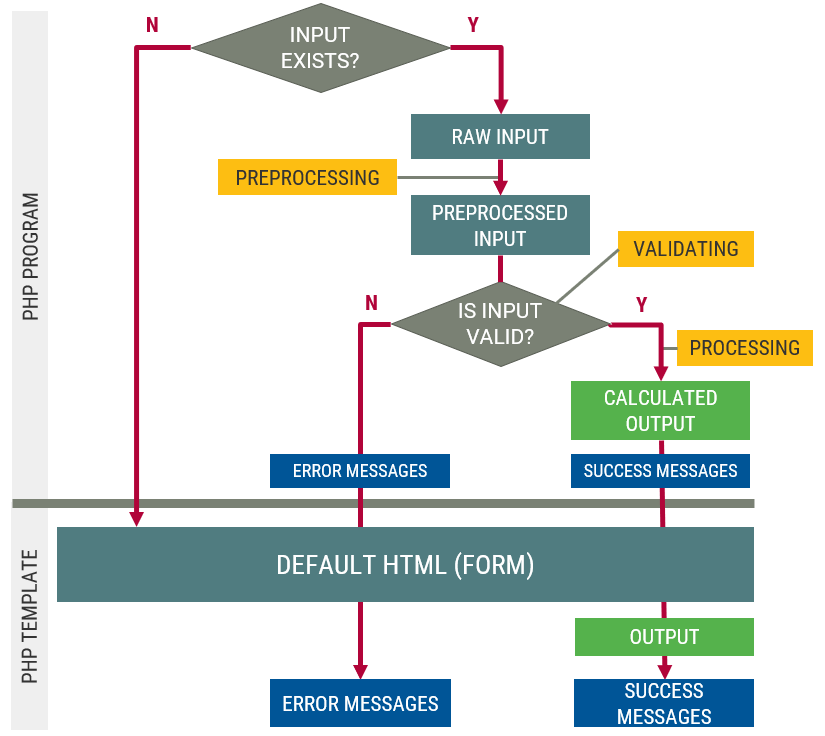 N
Y
INPUT
EXISTS?
RAW INPUT
PREPROCESSING
PREPROCESSED
INPUT
VALIDATING
N
Y
IS INPUT
VALID?
PROCESSING
CALCULATED
OUTPUT
ERROR MESSAGES
SUCCESS MESSAGES
PHP PROGRAM
DEFAULT HTML (FORM)
OUTPUT
ERROR MESSAGES
SUCCESS
MESSAGES
PHP TEMPLATE